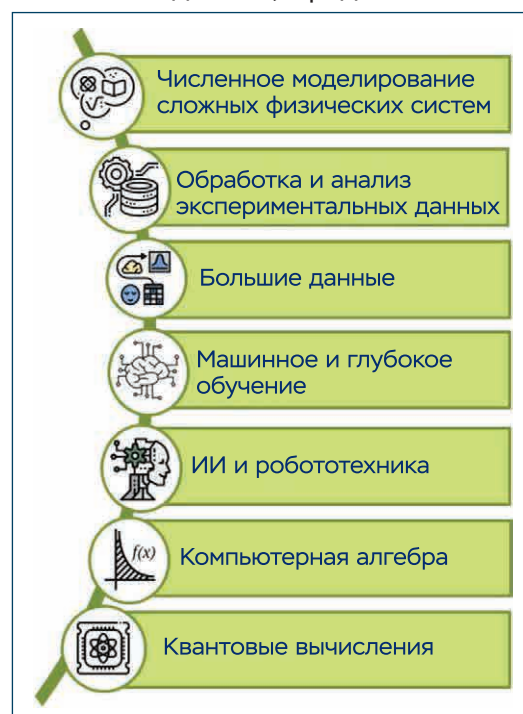 Численное моделирование
сложных физических систем
Обработка и анализ
экспериментальных данных
Большие данные
Машинное и глубокое
обучение
ИИ и робототехника
f(x)
Компьютерная алгебра
Квантовые вычисления